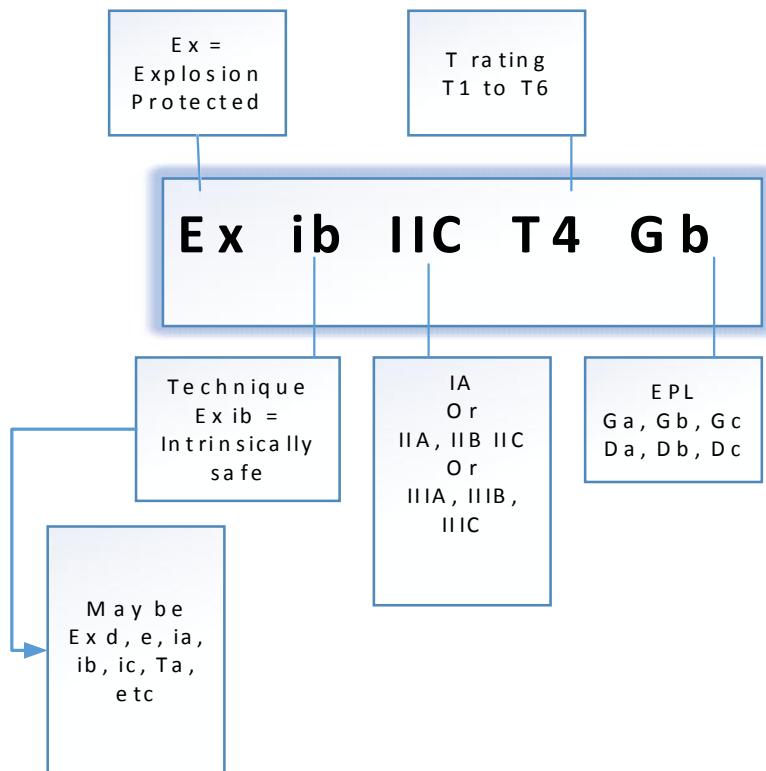 Ex =
Explosion
Protected
T rating
T1 to T6
Ex ib IIC T4 Gb
Technique
Ex ib =
Intrinsically
safe
IA
Or
IIA, IIB IIC
Or
IIIA, IIIB,
IIIC
EPL
Ga, Gb, Gc
Da, Db, Dc
May be
Ex d, e, ia,
ib, ic, Ta,
etc